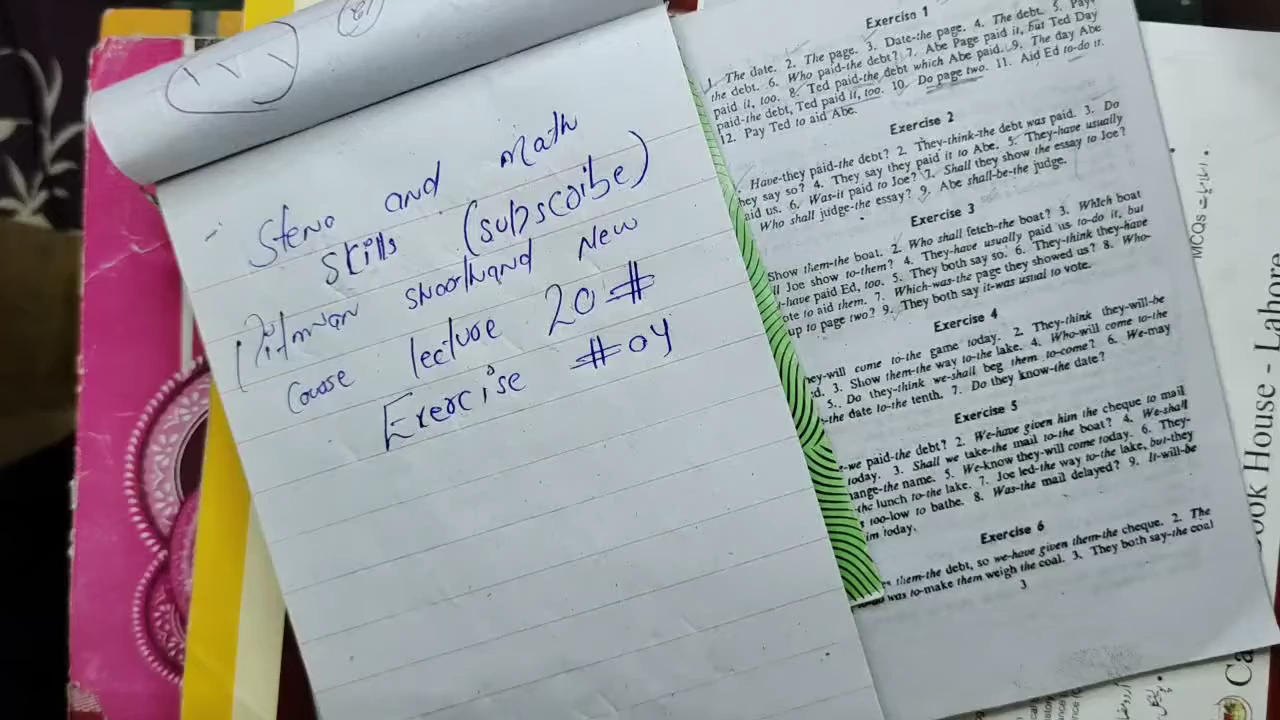 Steno and math
skills (subscribe)
Pitman shorthand New
Course lecture 20#
Exercise #04
Exercise 1
1. The date. 2. The page. 3. Date-the page. 4. The debt. 5. Pay
the debt. 6. Who paid-the debt? 7. Abe Page paid it, but Ted Day
paid it, too. 8. Ted paid-the debt which Abe paid. 9. The day Abe
paid-the debt, Ted paid it, too. 10. Do page two. 11. Aid Ed to-do it.
12. Pay Ted to aid Abe.
Exercise 2
Have-they paid-the debt? 2. They-think-the debt was paid. 3. Do
hey say so? 4. They say they paid it to Abe. 5. They-have usually
aid us. 6. Was-it paid to Joe? 7. Shall they show the essay to Joe?
Who shall judge-the essay? 9. Abe shall-be-the judge.
Exercise 3
Show them-the boat. 2. Who shall fetch-the boat? 3. Which boat
ll Joe show to-them? 4. They-have usually paid us to-do it, but
-have paid Ed, too. 5. They both say so. 6. They-think they-have
ote to aid them. 7. Which-was-the page they showed us? 8. Who-
up to page two? 9. They both say it-was usual to vote.
Exercise 4
hey-will come to-the game today. 2. They-think they-will-be
d. 3. Show them-the way to-the lake. 4. Who-will come to-the
5. Do they-think we-shall beg them to-come? 6. We-may
-the date to-the tenth. 7. Do they-know-the date?
Exercise 5
e-we paid-the debt? 2. We-have given him the cheque to mail
today. 3. Shall we take-the mail to-the boat? 4. We-shall
hange-the name. 5. We-know they-will come today. 6. They-
the lunch to-the lake. 7. Joe led-the way to-the lake, but-they
s too-low to bathe. 8. Was-the mail delayed? 9. It-will-be
im today.
Exercise 6
them-the debt, so we-have given them-the cheque. 2. The
was to-make them weigh the coal. 3. They both say-the coal
3
MCQs
ook House - Lahore
Ca